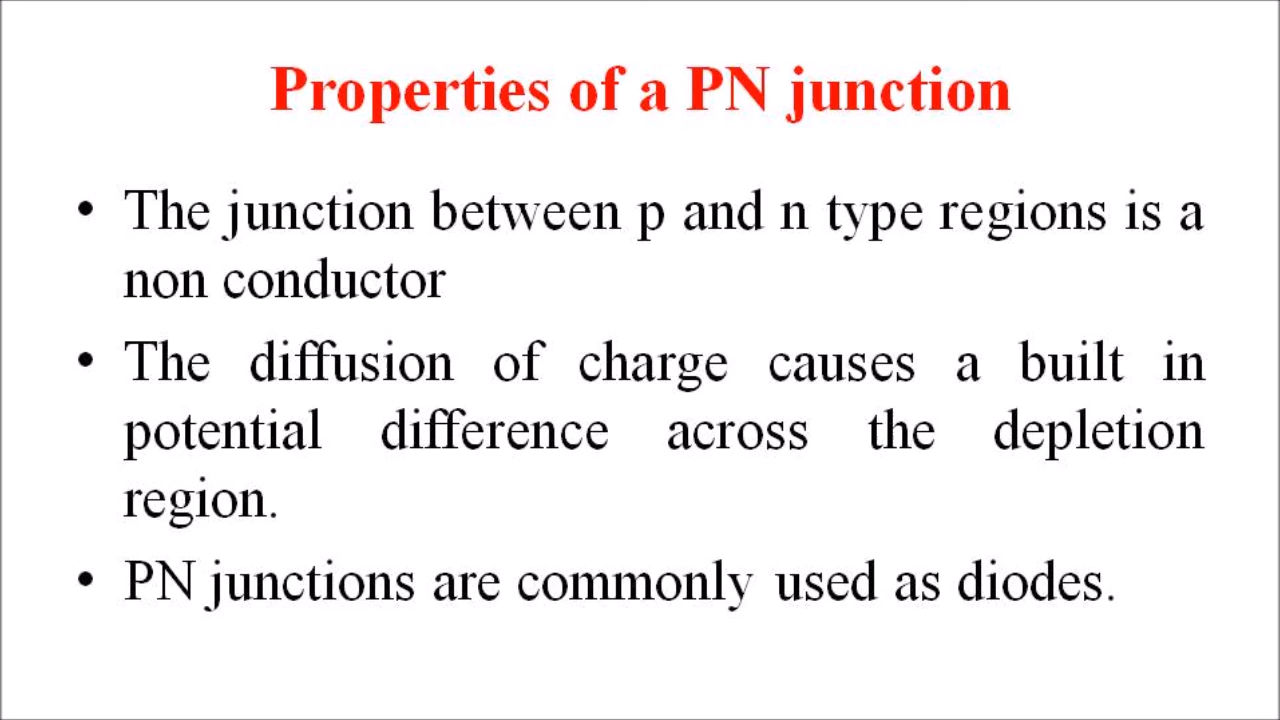 Properties of a PN junction
• The junction between p and n type regions is a
non conductor
• The diffusion of charge causes a built in
potential difference across the depletion
region.
• PN junctions are commonly used as diodes.